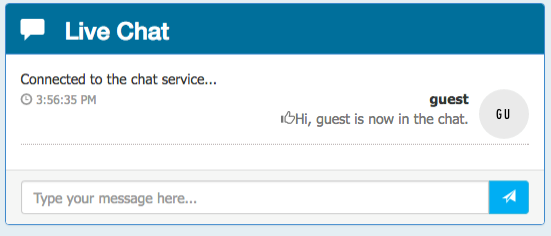 Live Chat
Connected to the chat service...
3:56:35 PM
guest
Hi, guest is now in the chat.
GU
Type your message here...